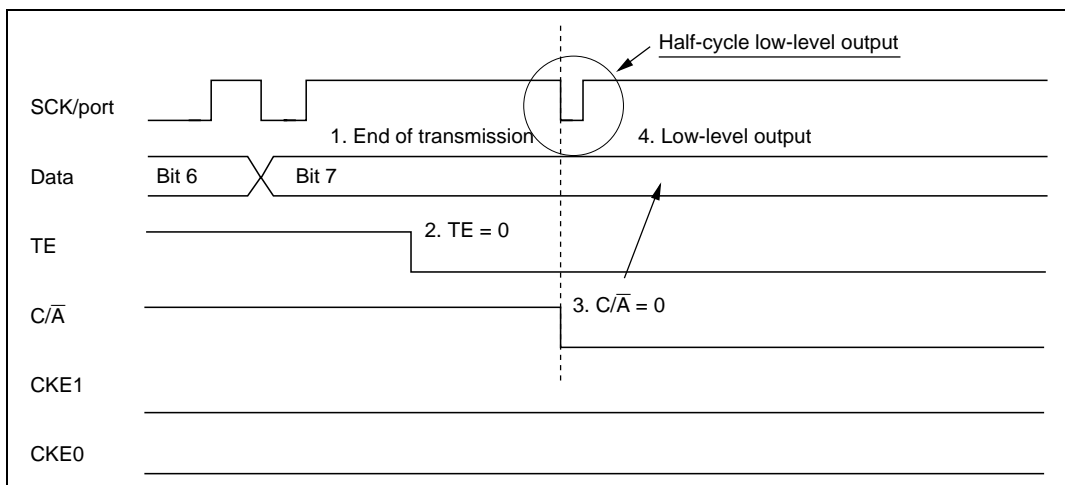 Half-cycle low-level output
SCK/port
1. End of transmission
4. Low-level output
Data
Bit 6
Bit 7
TE
2. TE = 0
C/A̅
3. C/A̅ = 0
CKE1
CKE0